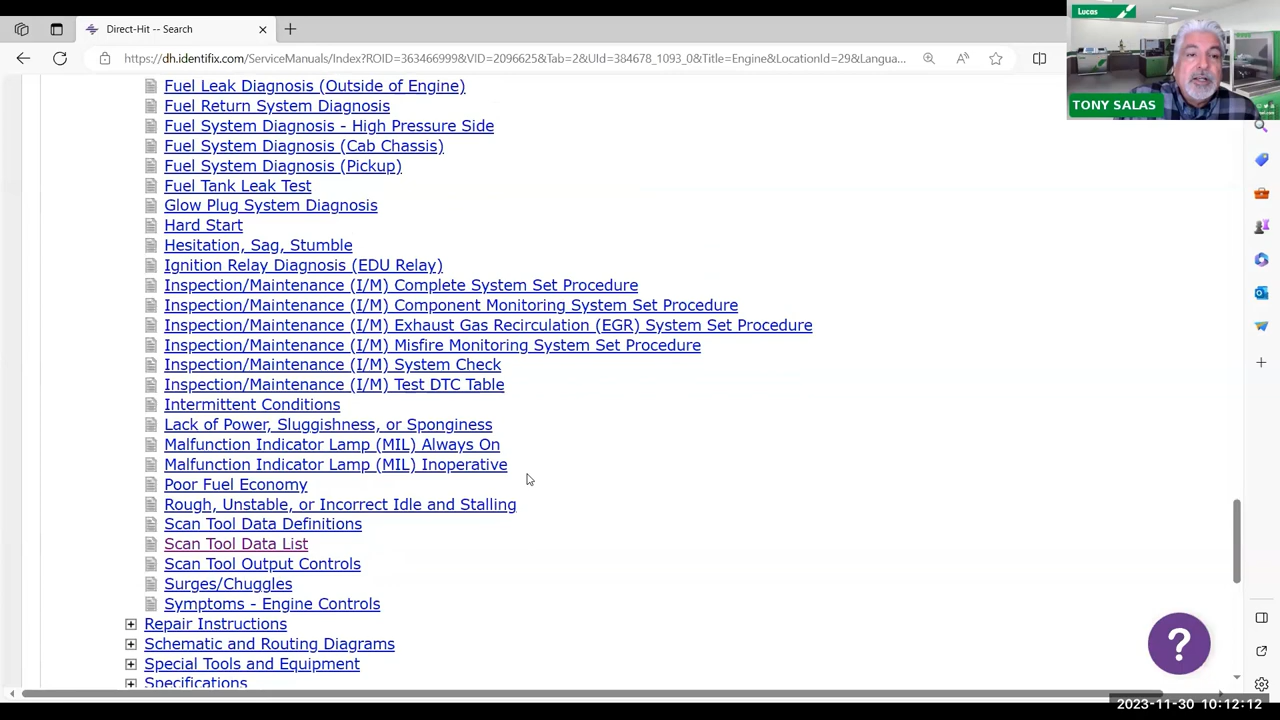 Direct-Hit -- Search
https://dh.identifix.com/ServiceManuals/Index?ROID=363466999&VID=2096625&Tab=2&UId=384678_1093_0&Title=Engine&LocationId=29&Langua...
Lucas
TONY SALAS
Fuel Leak Diagnosis (Outside of Engine)
Fuel Return System Diagnosis
Fuel System Diagnosis - High Pressure Side
Fuel System Diagnosis (Cab Chassis)
Fuel System Diagnosis (Pickup)
Fuel Tank Leak Test
Glow Plug System Diagnosis
Hard Start
Hesitation, Sag, Stumble
Ignition Relay Diagnosis (EDU Relay)
Inspection/Maintenance (I/M) Complete System Set Procedure
Inspection/Maintenance (I/M) Component Monitoring System Set Procedure
Inspection/Maintenance (I/M) Exhaust Gas Recirculation (EGR) System Set Procedure
Inspection/Maintenance (I/M) Misfire Monitoring System Set Procedure
Inspection/Maintenance (I/M) System Check
Inspection/Maintenance (I/M) Test DTC Table
Intermittent Conditions
Lack of Power, Sluggishness, or Sponginess
Malfunction Indicator Lamp (MIL) Always On
Malfunction Indicator Lamp (MIL) Inoperative
Poor Fuel Economy
Rough, Unstable, or Incorrect Idle and Stalling
Scan Tool Data Definitions
Scan Tool Data List
Scan Tool Output Controls
Surges/Chuggles
Symptoms - Engine Controls
Repair Instructions
Schematic and Routing Diagrams
Special Tools and Equipment
Specifications
?
2023-11-30 10:12:12